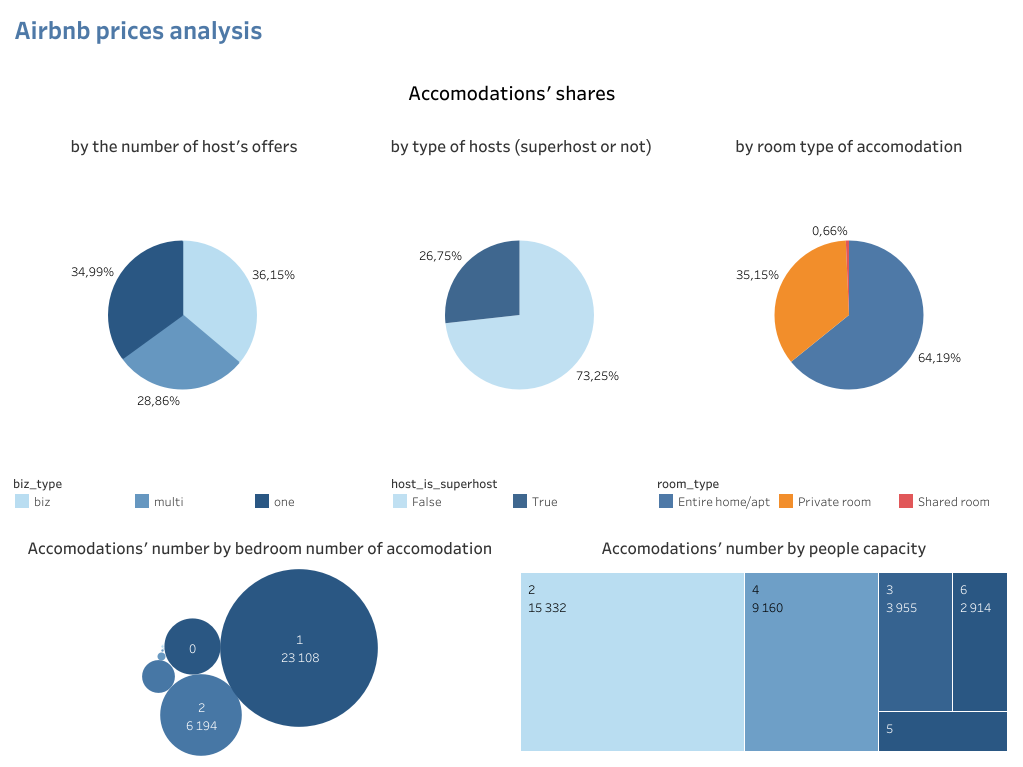 Airbnb prices analysis
Accomodations' shares
by the number of host's offers
by type of hosts (superhost or not)
by room type of accomodation
34,99%
36,15%
28,86%
26,75%
73,25%
0,66%
35,15%
64,19%
biz_type
biz
multi
one
host_is_superhost
False
True
room_type
Entire home/apt
Private room
Shared room
Accomodations' number by bedroom number of accomodation
1
23 108
0
2
6 194
Accomodations' number by people capacity
2
15 332
4
9 160
3
3 955
6
2 914
5